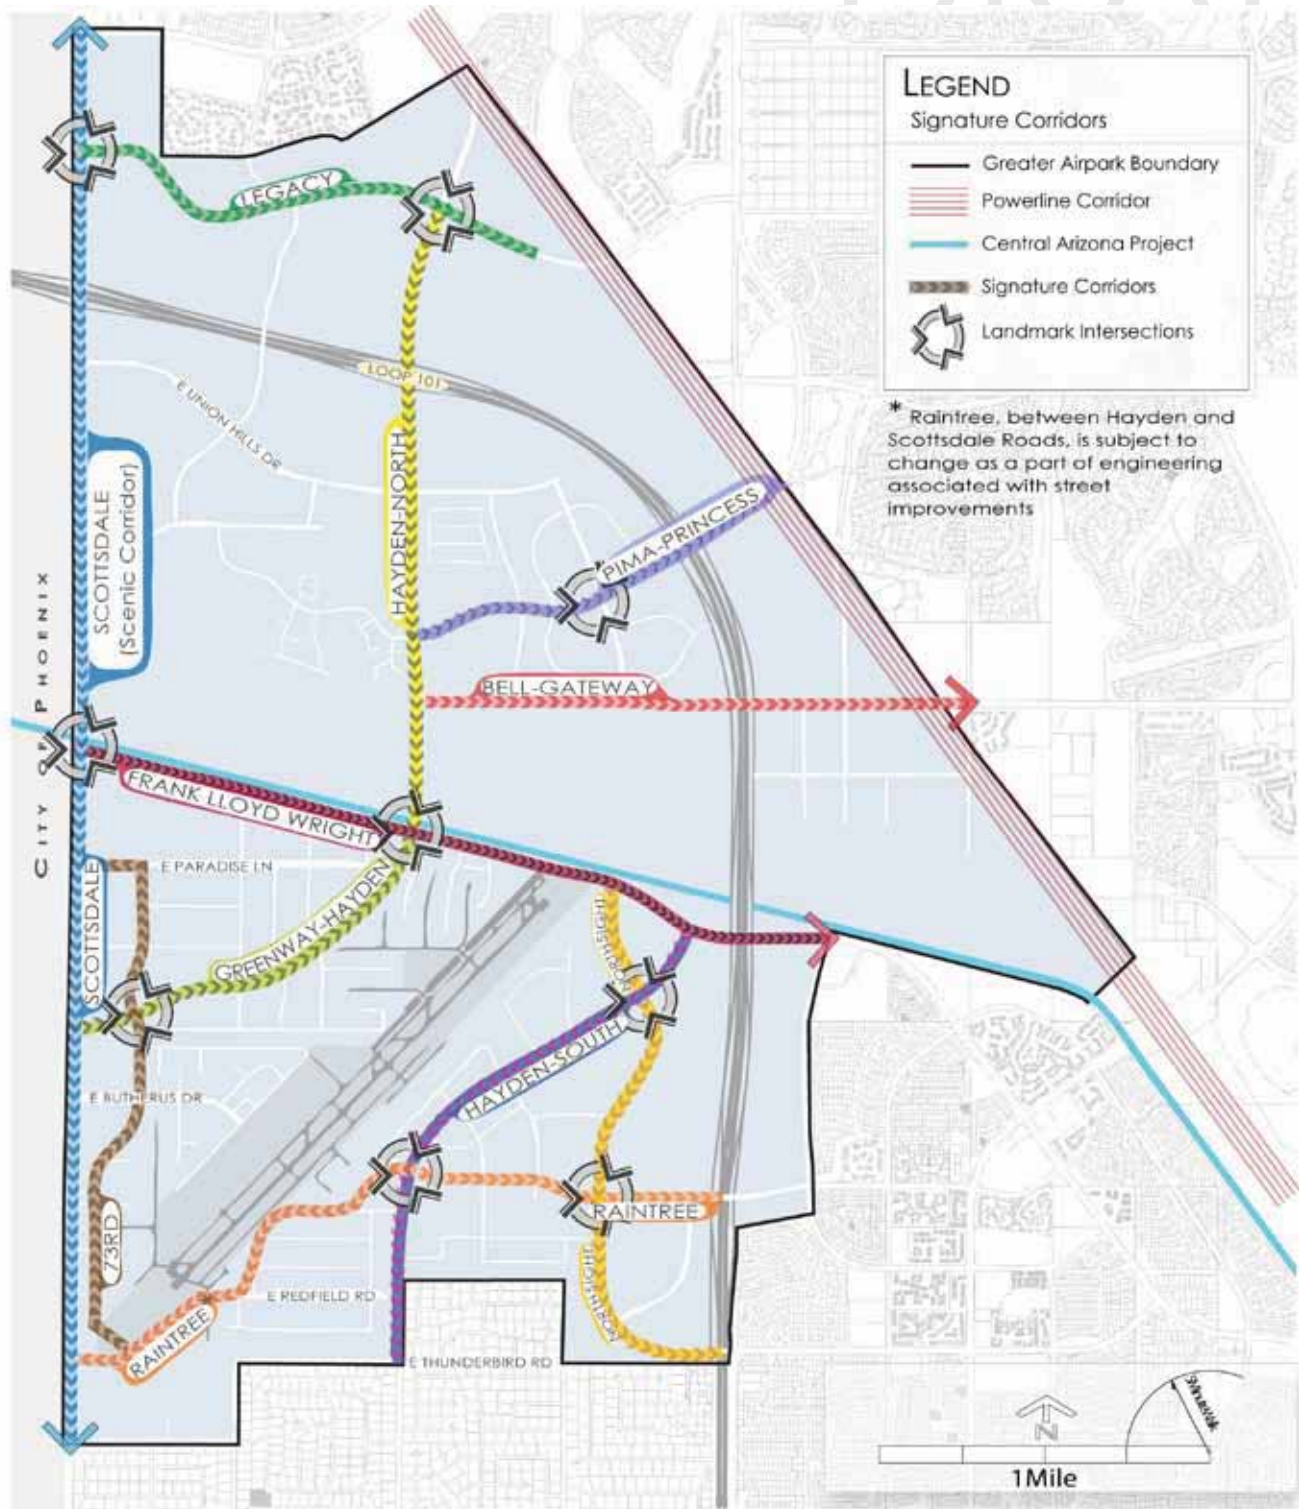 LEGEND
Signature Corridors
Greater Airpark Boundary
Powerline Corridor
Central Arizona Project
Signature Corridors
Landmark Intersections
* Raintree, between Hayden and
Scottsdale Roads, is subject to
change as a part of engineering
associated with street
improvements
LEGACY
LOOP 101
E UNION HILLS DR
HAYDEN-NORTH
SCOTTSDALE
(Scenic Corridor)
PIMA-PRINCESS
CITY OF PHOENIX
BELL-GATEWAY
FRANK LLOYD WRIGHT
SCOTTSDALE
E PARADISE LN
GREENWAY-HAYDEN
NORTHSIGHT
HAYDEN-SOUTH
E BUTHERUS DR
73RD
RAINTREE
NORTHSIGHT
E REDFIELD RD
RAINTREE
E THUNDERBIRD RD
N
5 Minute Walk
1 Mile